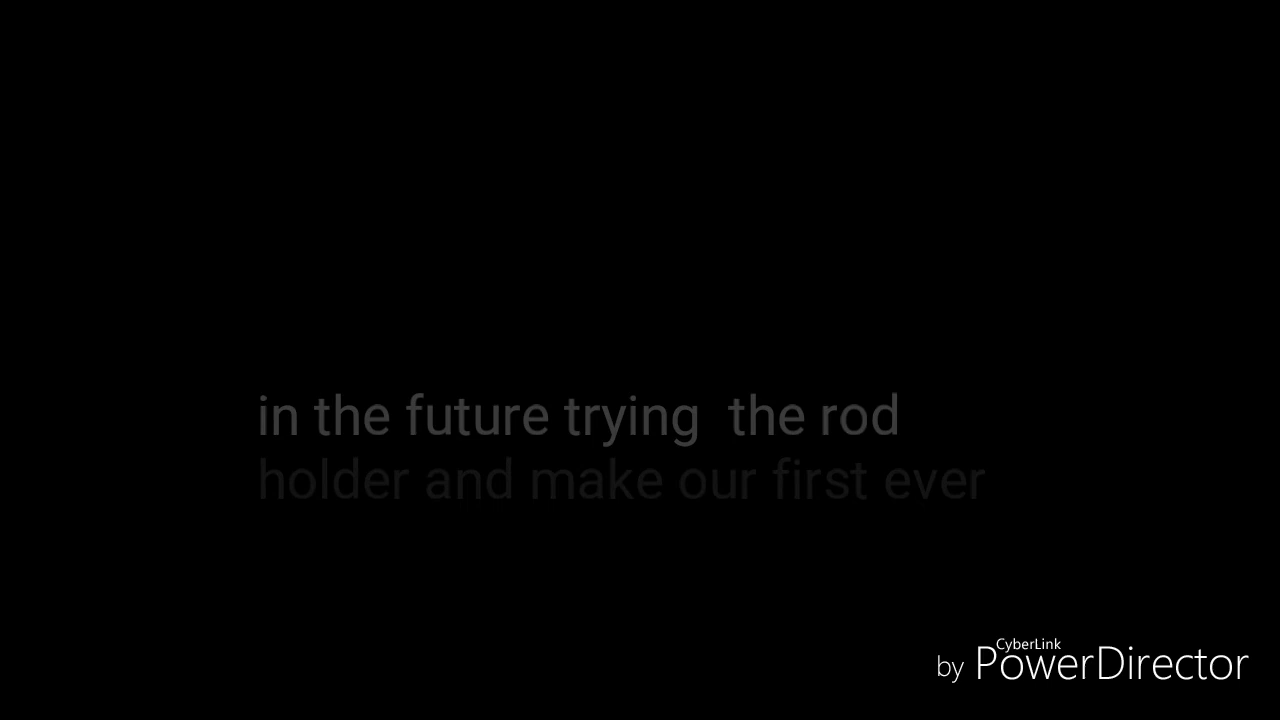 in the future trying  the rod
holder and make our first ever
CyberLink
by PowerDirector